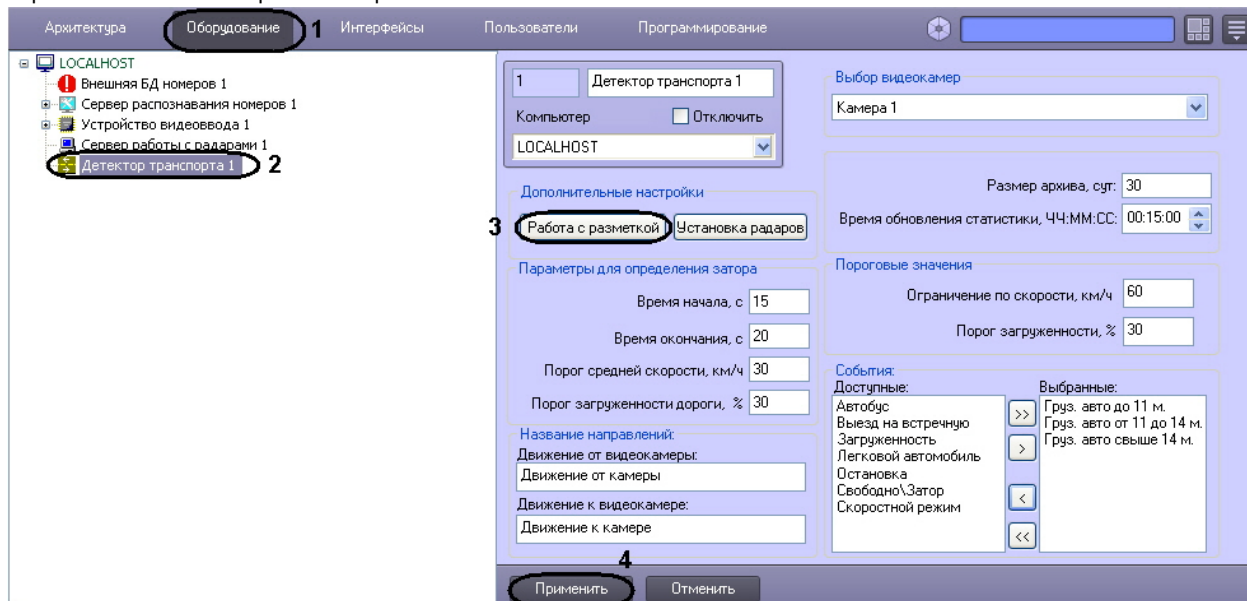 Архитектура Оборудование 1 Интерфейсы Пользователи Программирование
LOCALHOST
Внешняя БД номеров 1
Сервер распознавания номеров 1
Устройство видеоввода 1
Сервер работы с радарами 1
Детектор транспорта 1 2
1 Детектор транспорта 1
Компьютер Отключить
LOCALHOST
Дополнительные настройки
3 Работа с разметкой Установка радаров
Параметры для определения затора
Время начала, с 15
Время окончания, с 20
Порог средней скорости, км/ч 30
Порог загруженности дороги, % 30
Название направлений:
Движение от видеокамеры:
Движение от камеры
Движение к видеокамере:
Движение к камере
Выбор видеокамер
Камера 1
Размер архива, сут: 30
Время обновления статистики, ЧЧ:ММ:СС: 00:15:00
Пороговые значения
Ограничение по скорости, км/ч 60
Порог загруженности, % 30
События:
Доступные: Выбранные:
Автобус
Выезд на встречную
Загруженность
Легковой автомобиль
Остановка
Свободно\Затор
Скоростной режим
>>
>
<
<<
Груз. авто до 11 м.
Груз. авто от 11 до 14 м.
Груз. авто свыше 14 м.
4
Применить Отменить